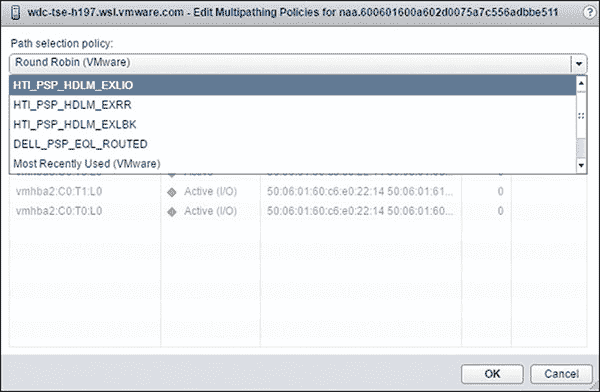 wdc-tse-h197.wsl.vmware.com - Edit Multipathing Policies for naa.600601600a602d0075a7c556adbbe511
Path selection policy:
Round Robin (VMware)
HTI_PSP_HDLM_EXLIO
HTI_PSP_HDLM_EXRR
HTI_PSP_HDLM_EXLBK
DELL_PSP_EQL_ROUTED
Most Recently Used (VMware)
vmhba2:C0:T1:L0 Active (I/O) 50:06:01:60:c6:e0:22:14 50:06:01:61... 0
vmhba2:C0:T0:L0 Active (I/O) 50:06:01:60:c6:e0:22:14 50:06:01:60... 0
OK Cancel